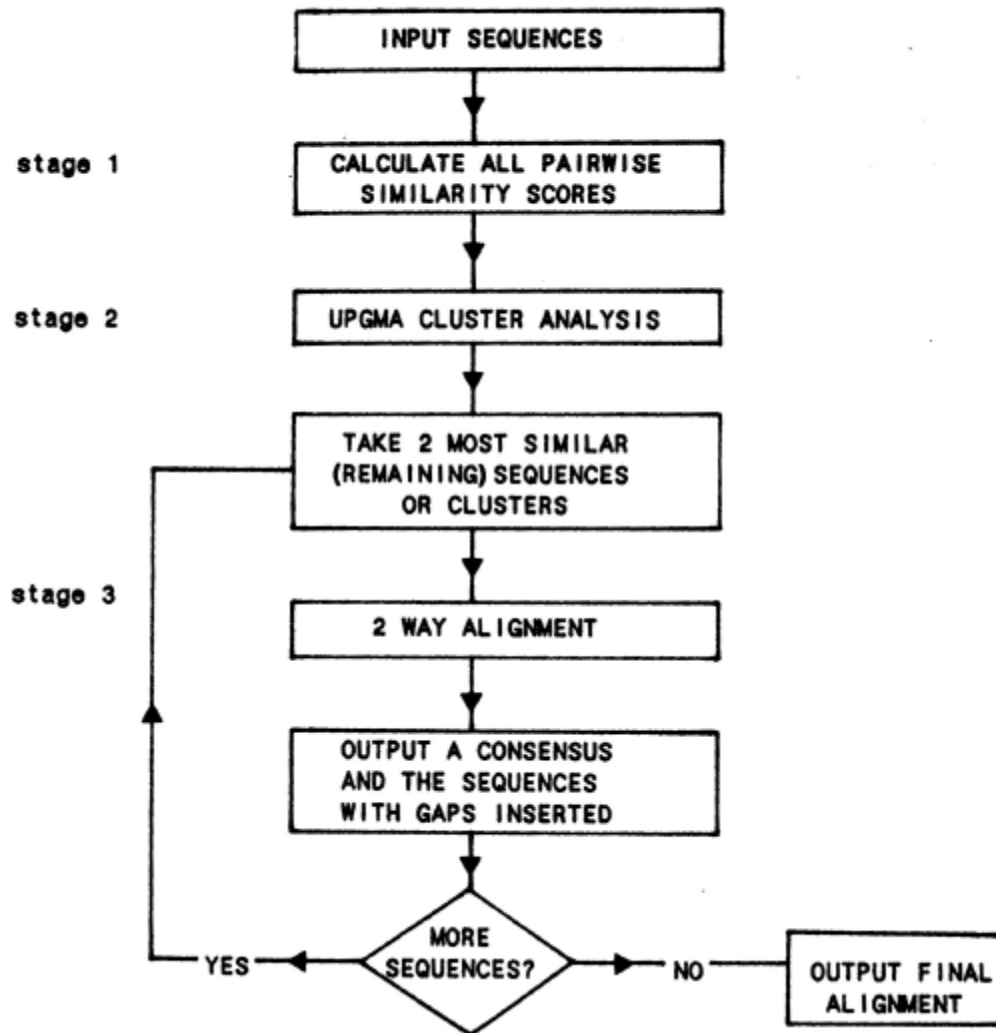 INPUT SEQUENCES
stage 1
CALCULATE ALL PAIRWISE
SIMILARITY SCORES
stage 2
UPGMA CLUSTER ANALYSIS
TAKE 2 MOST SIMILAR
(REMAINING) SEQUENCES
OR CLUSTERS
stage 3
2 WAY ALIGNMENT
OUTPUT A CONSENSUS
AND THE SEQUENCES
WITH GAPS INSERTED
MORE
SEQUENCES?
YES
NO
OUTPUT FINAL
ALIGNMENT